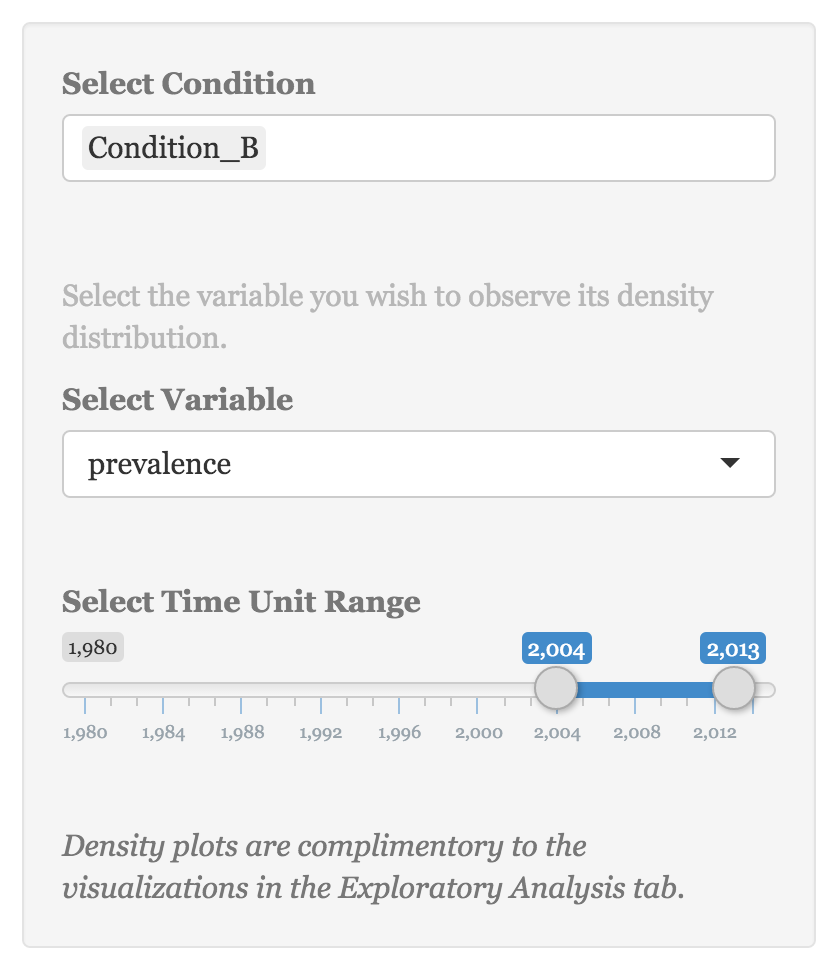 Select Condition
Condition_B
Select the variable you wish to observe its density
distribution.
Select Variable
prevalence
Select Time Unit Range
1,980 2,004 2,013
1,980 1,984 1,988 1,992 1,996 2,000 2,004 2,008 2,012
Density plots are complimentory to the
visualizations in the Exploratory Analysis tab.